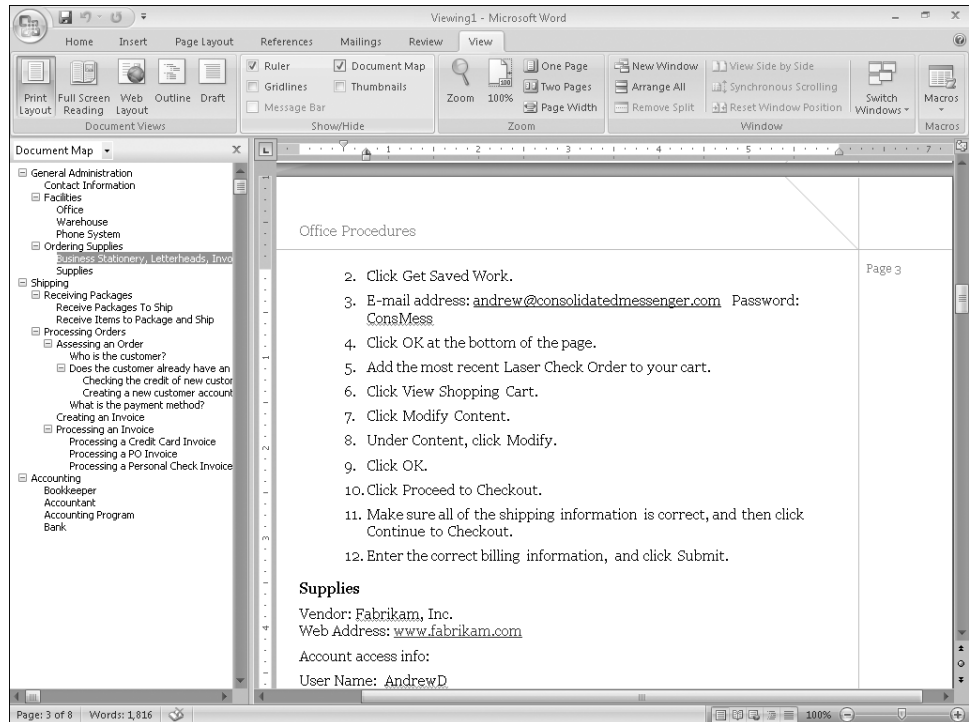 Viewing1 - Microsoft Word
Home Insert Page Layout References Mailings Review View
Print Layout
Full Screen Reading
Web Layout
Outline
Draft
Document Views
Ruler
Gridlines
Message Bar
Document Map
Thumbnails
Show/Hide
Zoom
100%
One Page
Two Pages
Page Width
Zoom
New Window
Arrange All
Remove Split
View Side by Side
Synchronous Scrolling
Reset Window Position
Window
Switch Windows
Macros
Macros
Document Map
General Administration
Contact Information
Facilities
Office
Warehouse
Phone System
Ordering Supplies
Business Stationery, Letterheads, Invo
Supplies
Shipping
Receiving Packages
Receive Packages To Ship
Receive Items to Package and Ship
Processing Orders
Assessing an Order
Who is the customer?
Does the customer already have an
Checking the credit of new custor
Creating a new customer account
What is the payment method?
Creating an Invoice
Processing an Invoice
Processing a Credit Card Invoice
Processing a PO Invoice
Processing a Personal Check Invoice
Accounting
Bookkeeper
Accountant
Accounting Program
Bank
1 2 3 4 5 7
1
2
3
4
Office Procedures
Page 3
2. Click Get Saved Work.
3. E-mail address: andrew@consolidatedmessenger.com Password:
ConsMess
4. Click OK at the bottom of the page.
5. Add the most recent Laser Check Order to your cart.
6. Click View Shopping Cart.
7. Click Modify Content.
8. Under Content, click Modify.
9. Click OK.
10. Click Proceed to Checkout.
11. Make sure all of the shipping information is correct, and then click
Continue to Checkout.
12. Enter the correct billing information, and click Submit.
Supplies
Vendor: Fabrikam, Inc.
Web Address: www.fabrikam.com
Account access info:
User Name: AndrewD
Page: 3 of 8 Words: 1,816
100%